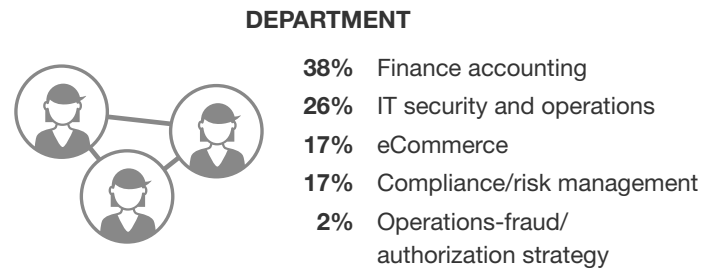 DEPARTMENT
38% Finance accounting
26% IT security and operations
17% eCommerce
17% Compliance/risk management
2% Operations-fraud/
authorization strategy